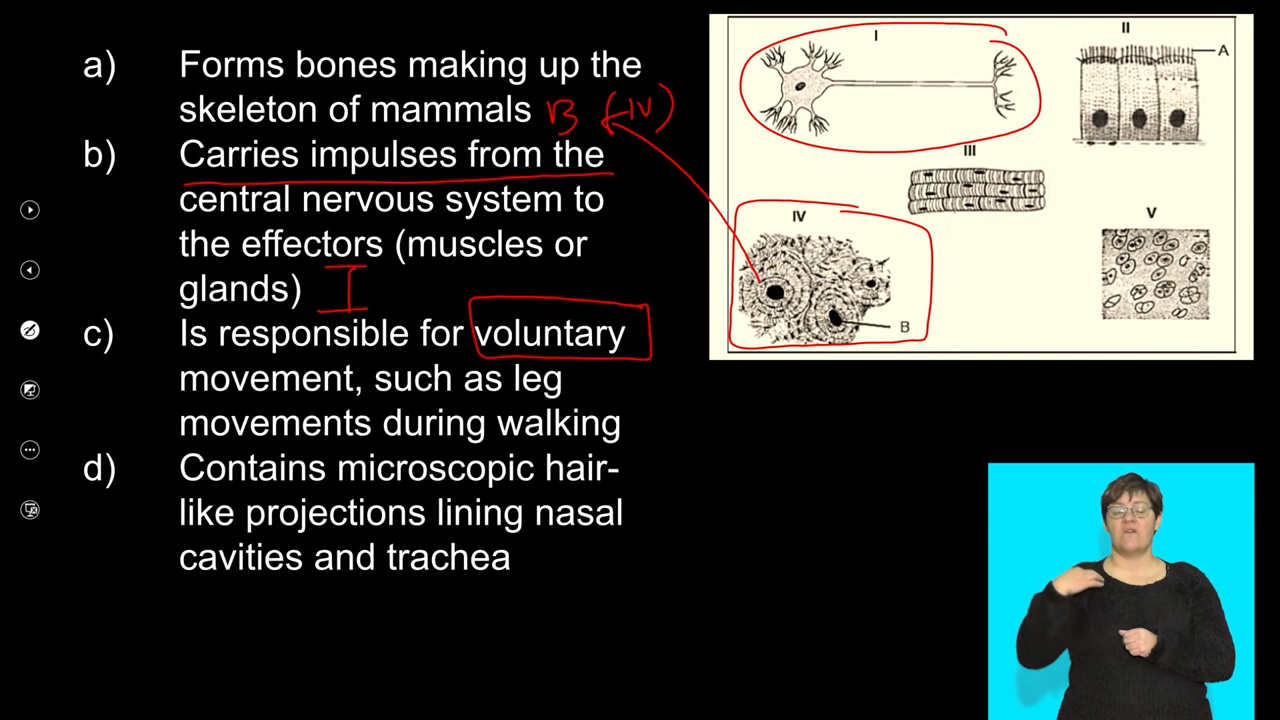 a) Forms bones making up the
skeleton of mammals B (IV)
b) Carries impulses from the
central nervous system to
the effectors (muscles or
glands) I
c) Is responsible for voluntary
movement, such as leg
movements during walking
d) Contains microscopic hair-
like projections lining nasal
cavities and trachea
I
II
A
III
IV
V
B